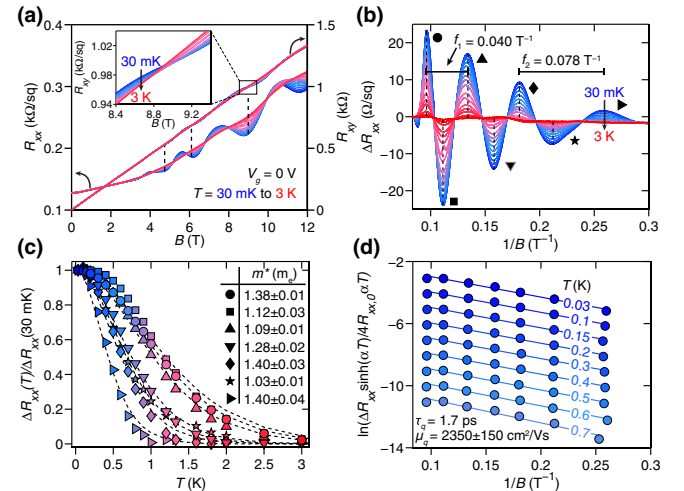 (a)
R_xx (kΩ/sq)
0.4
0.3
0.2
0.1
R_xy (kΩ)
1.02
0.98
0.94
30 mK
3 K
8.4 9.0
B (T)
1.5
1
0.5
0
R_xy (kΩ)
V_g = 0 V
T = 30 mK to 3 K
0 2 4 6 8 10 12
B (T)
(b)
ΔR_xx (Ω/sq)
20
10
0
-10
-20
f_1 = 0.040 T⁻¹
f_2 = 0.078 T⁻¹
30 mK
3 K
0.1 0.15 0.2 0.25 0.3
1/B (T⁻¹)
(c)
ΔR_xx(T)/ΔR_xx(30 mK)
1
0.8
0.6
0.4
0.2
0
m* (m_e)
1.38±0.01
1.12±0.03
1.09±0.01
1.28±0.02
1.40±0.03
1.03±0.01
1.40±0.04
0 0.5 1.0 1.5 2.0 2.5 3.0
T (K)
(d)
ln(ΔR_xx sinh(αT)/4R_xx,0 αT)
-2
-6
-10
-14
T (K)
0.03
0.1
0.15
0.2
0.3
0.4
0.5
0.6
0.7
τ_q = 1.7 ps
μ_q = 2350±150 cm²/Vs
0.1 0.15 0.2 0.25 0.3
1/B (T⁻¹)